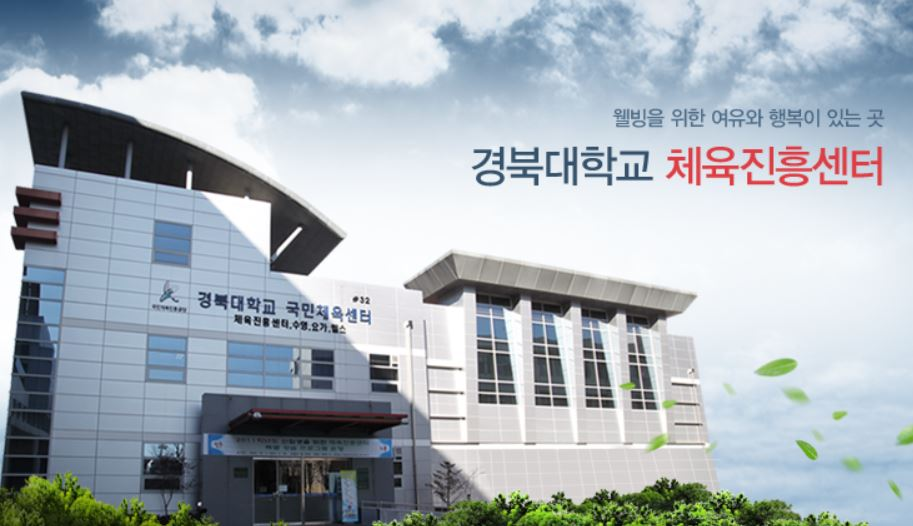 웰빙을 위한 여유와 행복이 있는 곳
경북대학교 체육진흥센터
#32
경북대학교 국민체육센터
체육진흥센터,수영,요가,헬스